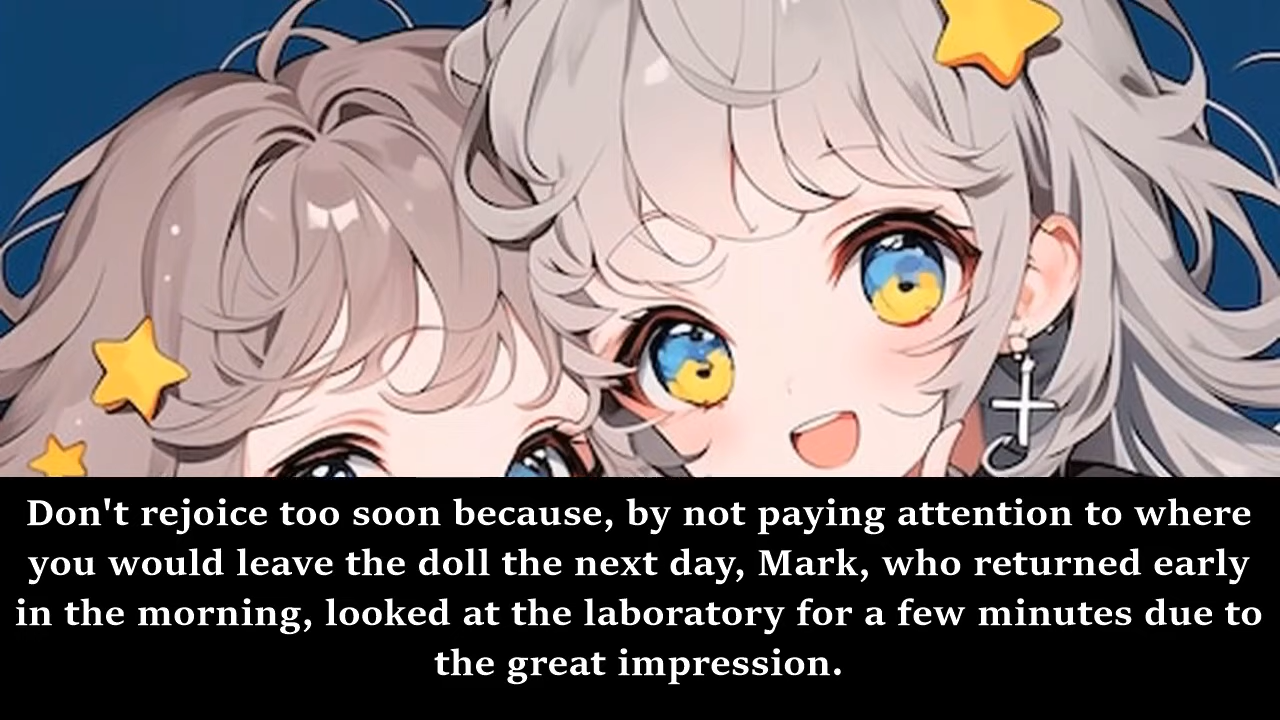 Don't rejoice too soon because, by not paying attention to where
you would leave the doll the next day, Mark, who returned early
in the morning, looked at the laboratory for a few minutes due to
the great impression.